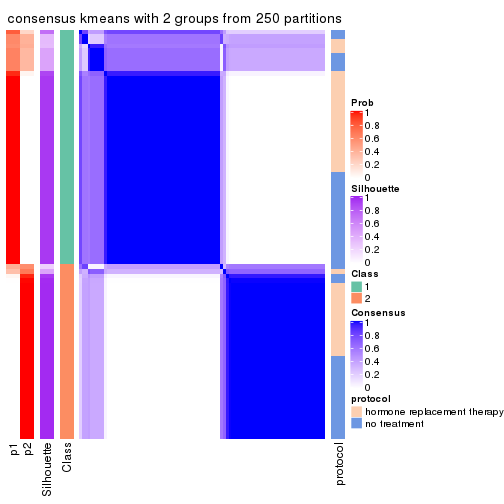 consensus kmeans with 2 groups from 250 partitions
Prob
1
0.8
0.6
0.4
0.2
0
Silhouette
1
0.8
0.6
0.4
0.2
0
Class
1
2
Consensus
1
0.8
0.6
0.4
0.2
0
protocol
hormone replacement therapy
no treatment
p1
p2
Silhouette
Class
protocol